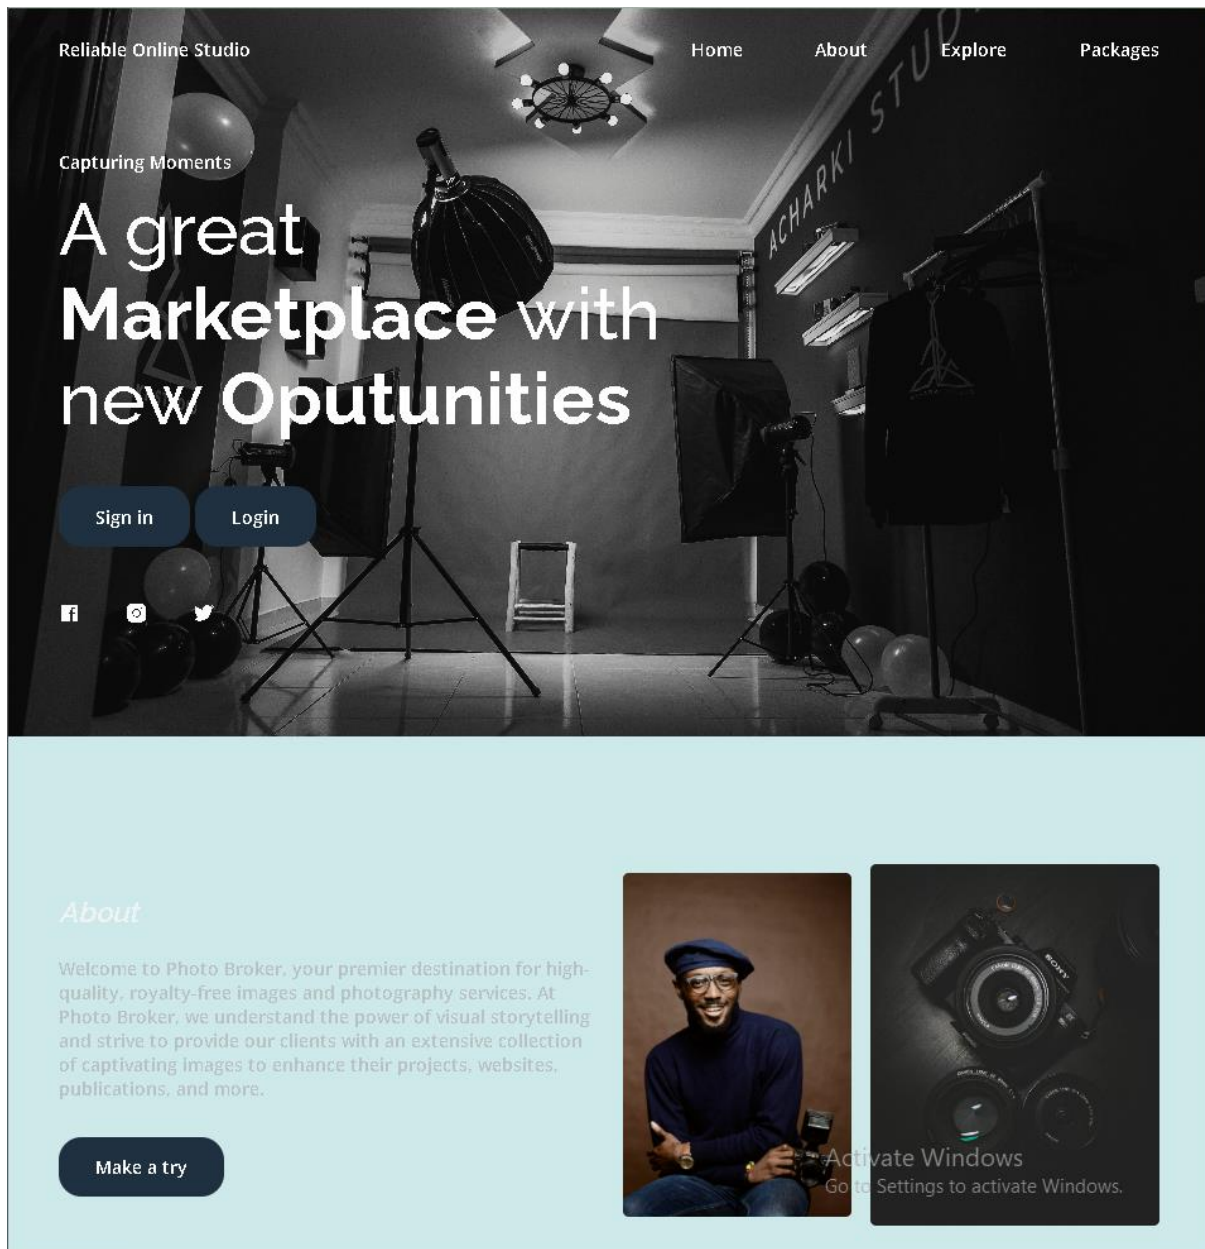 Reliable Online Studio
Home
About
Explore
Packages
ACHARKI STUD
Capturing Moments
A great
Marketplace with
new Oputunities
Sign in
Login
About
Welcome to Photo Broker, your premier destination for high-
quality, royalty-free images and photography services. At
Photo Broker, we understand the power of visual storytelling
and strive to provide our clients with an extensive collection
of captivating images to enhance their projects, websites,
publications, and more.
Make a try
SONY
Activate Windows
Go to Settings to activate Windows.